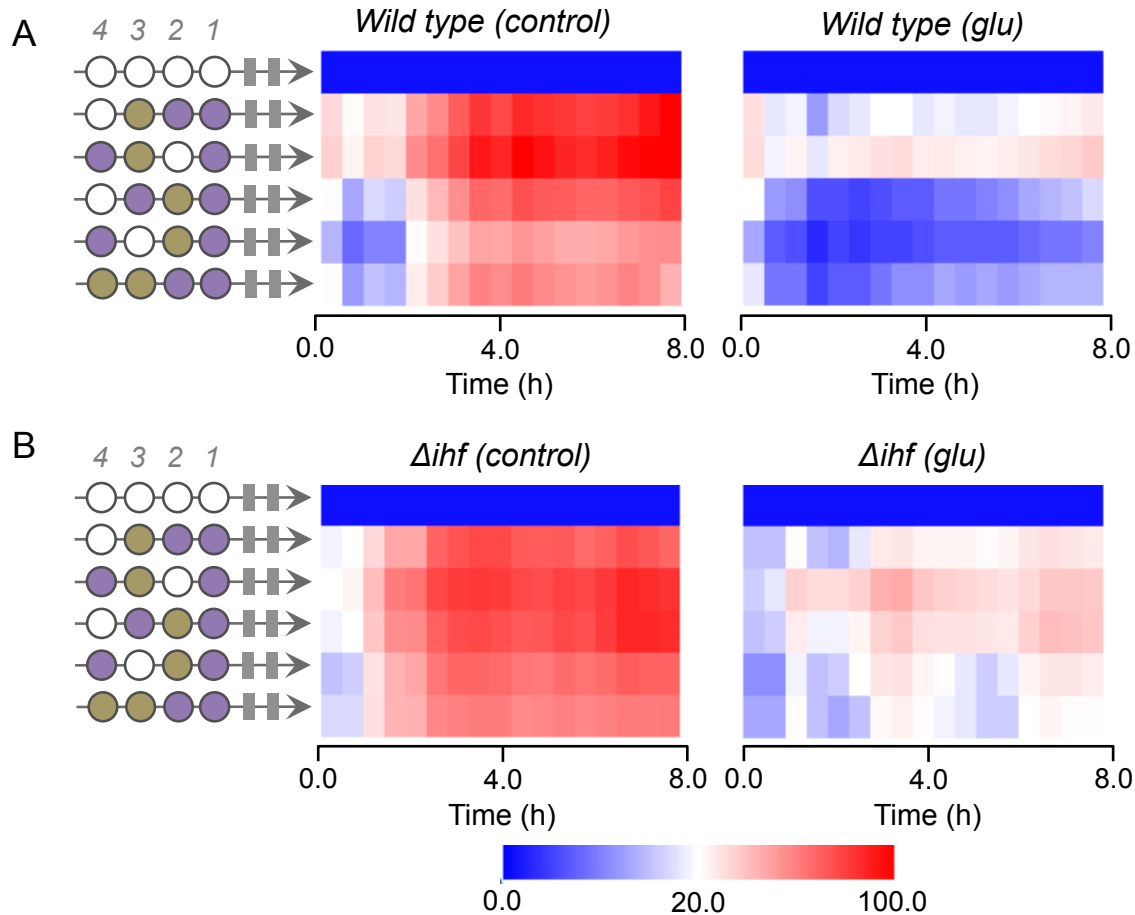 A
4 3 2 1
Wild type (control)
Wild type (glu)
0.0 4.0 8.0
Time (h)
0.0 4.0 8.0
Time (h)
B
4 3 2 1
Δihf (control)
Δihf (glu)
0.0 4.0 8.0
Time (h)
0.0 4.0 8.0
Time (h)
0.0 20.0 100.0